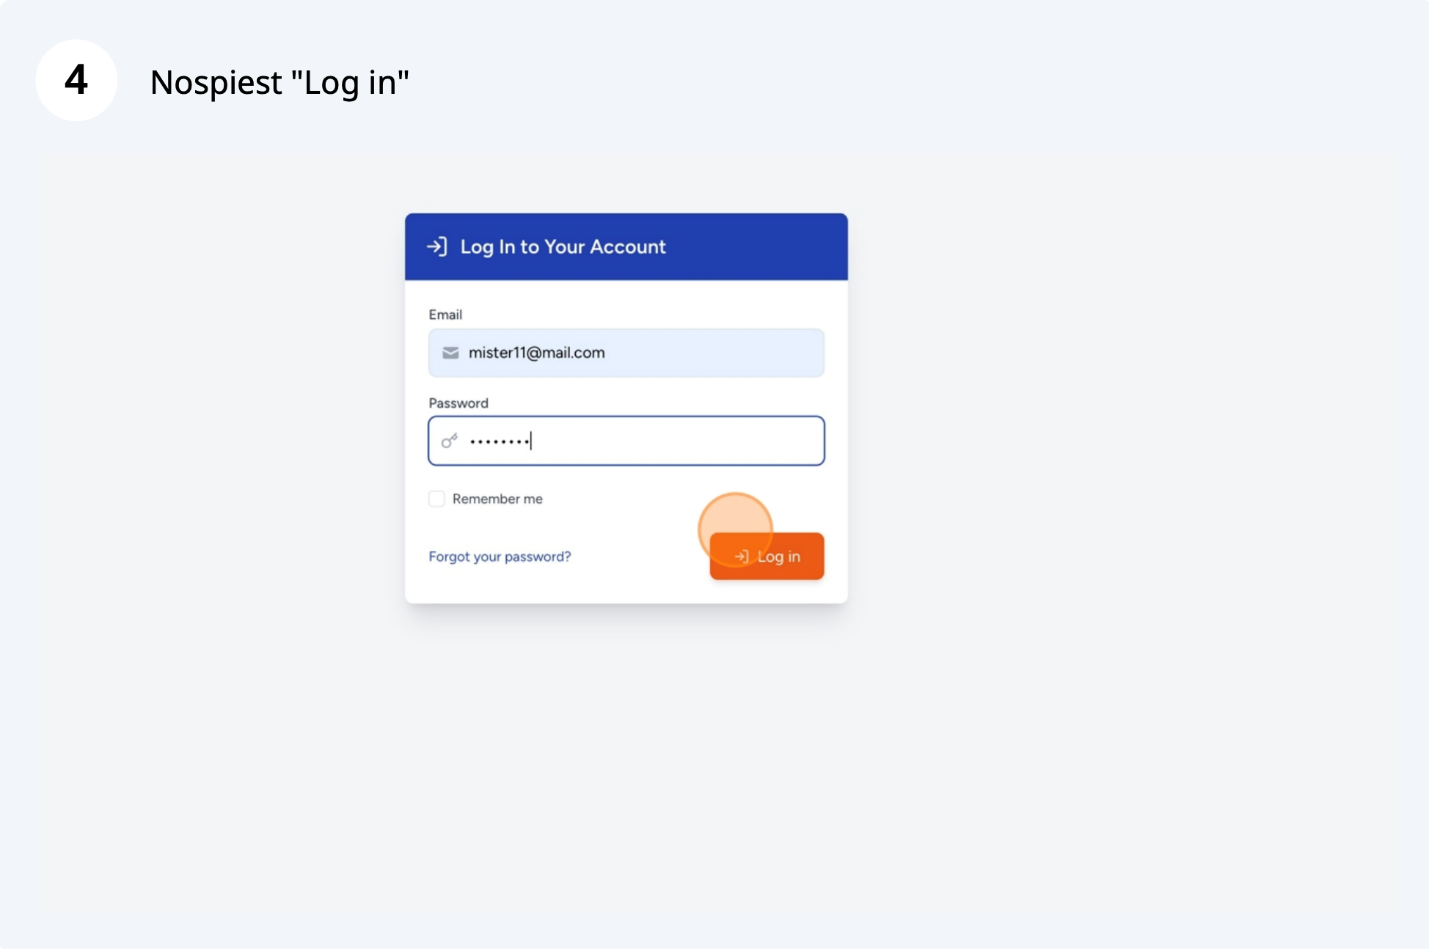 4
Nospiest "Log in"
Log In to Your Account
Email
mister11@mail.com
Password
••••••••
Remember me
Forgot your password?
Log in